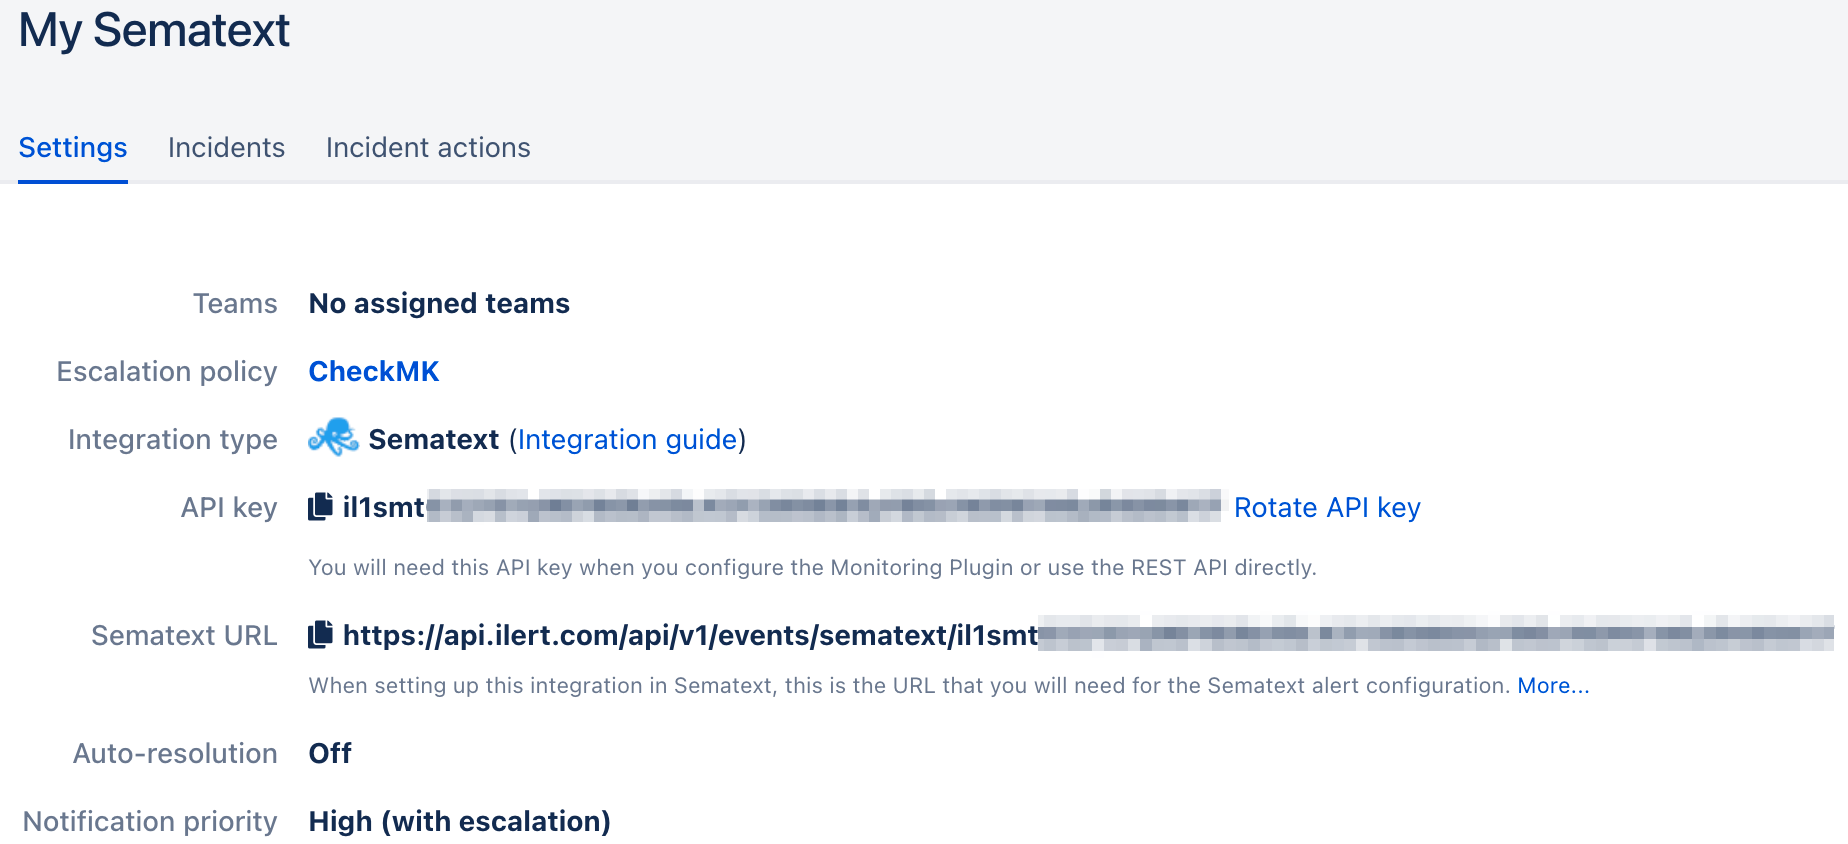 My Sematext
Settings Incidents Incident actions
Teams No assigned teams
Escalation policy CheckMK
Integration type Sematext (Integration guide)
API key il1smt Rotate API key
You will need this API key when you configure the Monitoring Plugin or use the REST API directly.
Sematext URL https://api.ilert.com/api/v1/events/sematext/il1smt
When setting up this integration in Sematext, this is the URL that you will need for the Sematext alert configuration. More...
Auto-resolution Off
Notification priority High (with escalation)